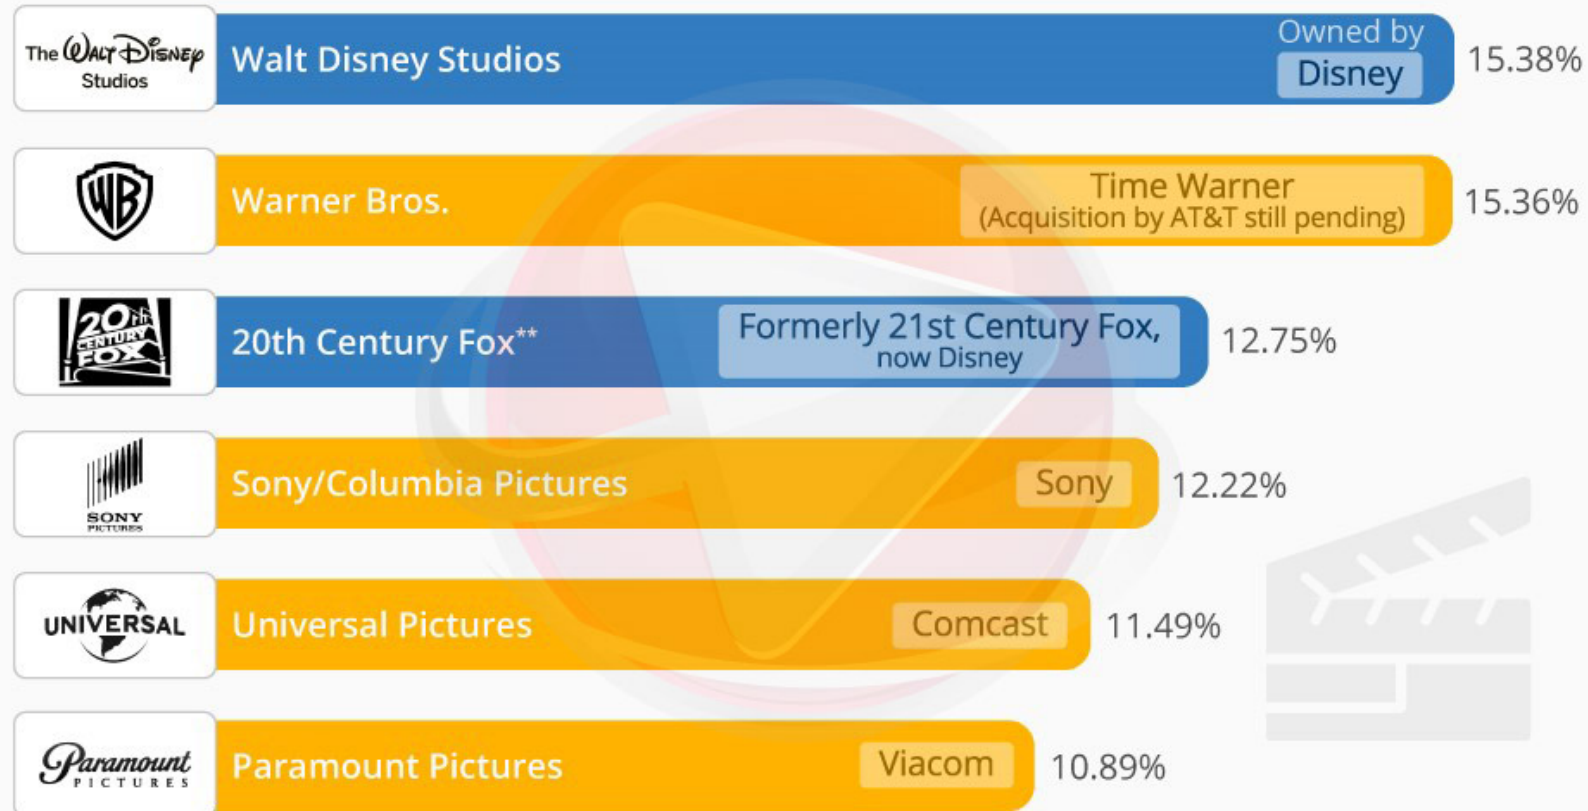 The WALT DISNEY
Studios
Walt Disney Studios
Owned by
Disney
15.38%
WB
Warner Bros.
Time Warner
(Acquisition by AT&T still pending)
15.36%
20th
CENTURY
FOX
20th Century Fox**
Formerly 21st Century Fox,
now Disney
12.75%
SONY
PICTURES
Sony/Columbia Pictures
Sony
12.22%
UNIVERSAL
Universal Pictures
Comcast
11.49%
Paramount
PICTURES
Paramount Pictures
Viacom
10.89%